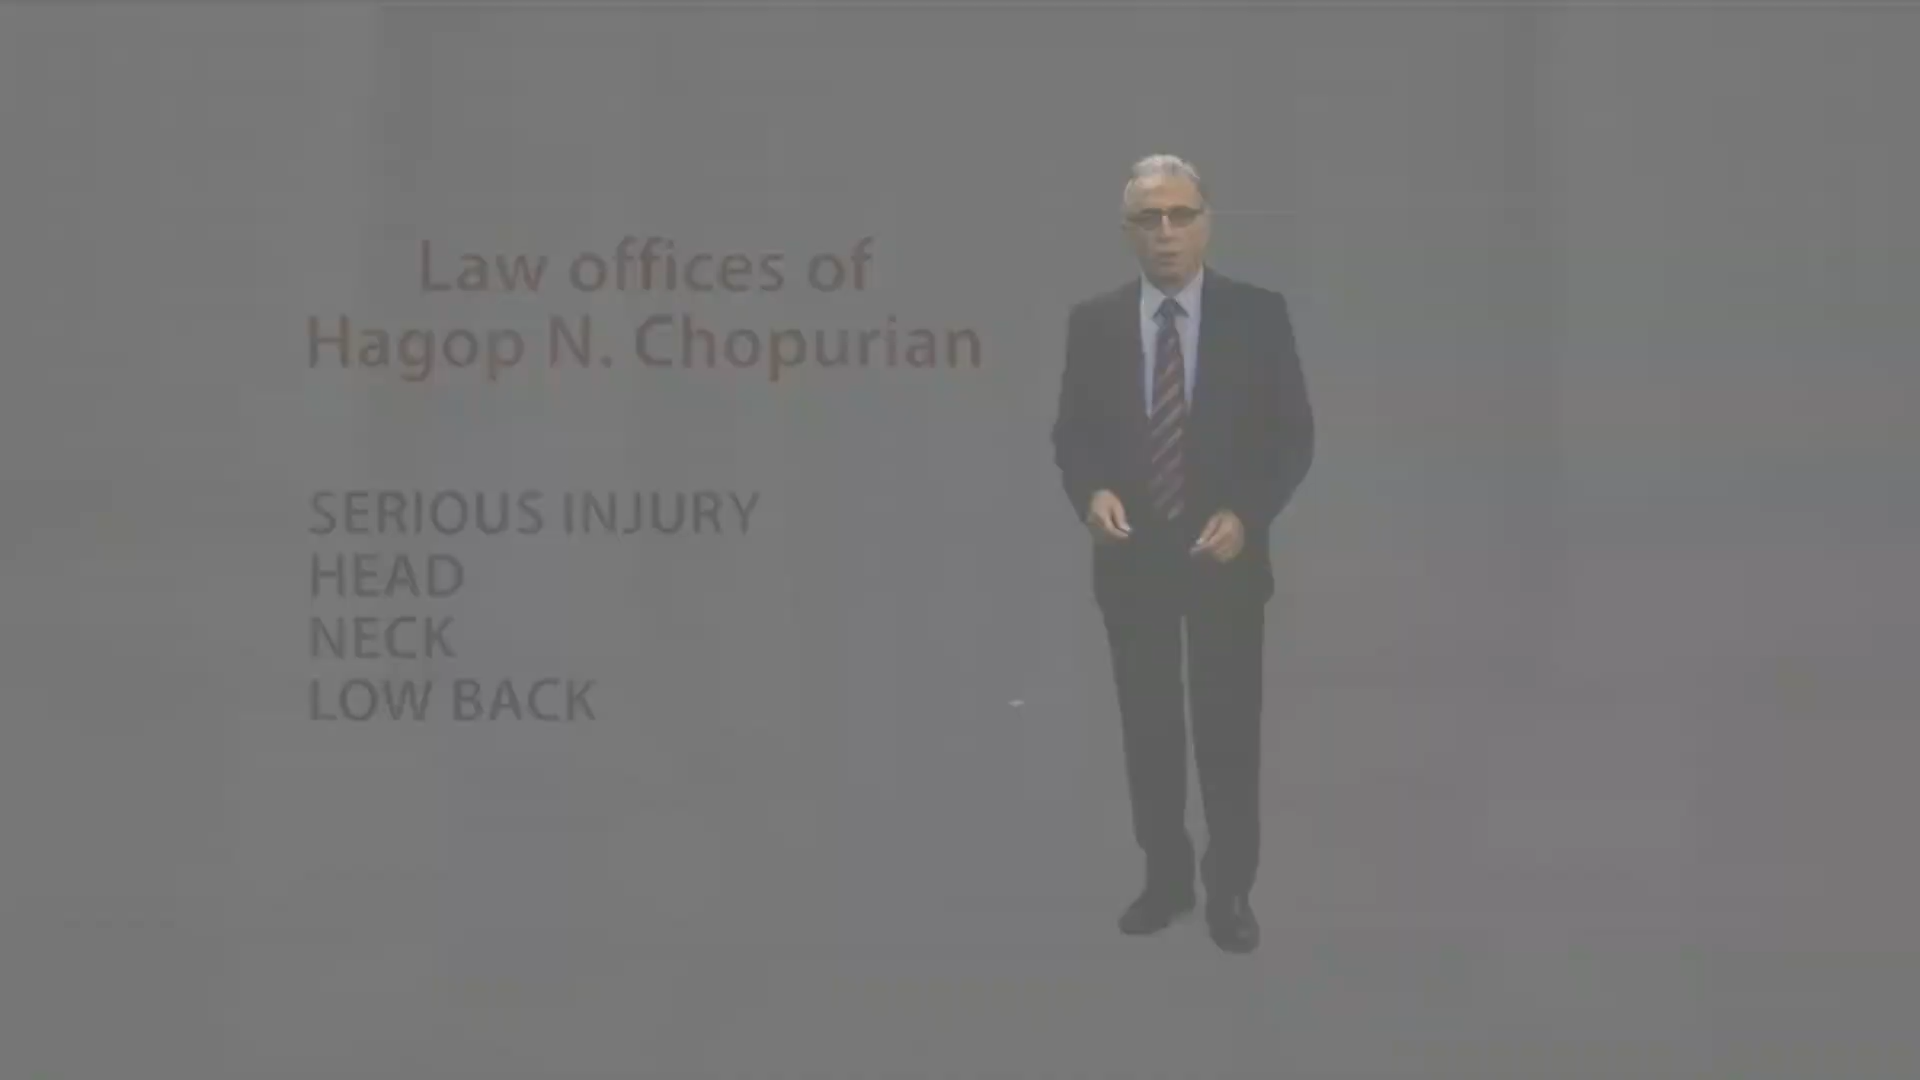 Law offices of
Hagop N. Chopurian
SERIOUS INJURY
HEAD
NECK
LOW BACK